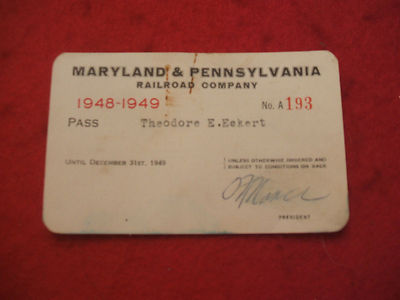 MARYLAND & PENNSYLVANIA
RAILROAD COMPANY
1948-1949
No. A 193
PASS Theodore E. Eckert
UNTIL DECEMBER 31ST, 1949
UNLESS OTHERWISE ORDERED AND
SUBJECT TO CONDITIONS ON BACK
PRESIDENT